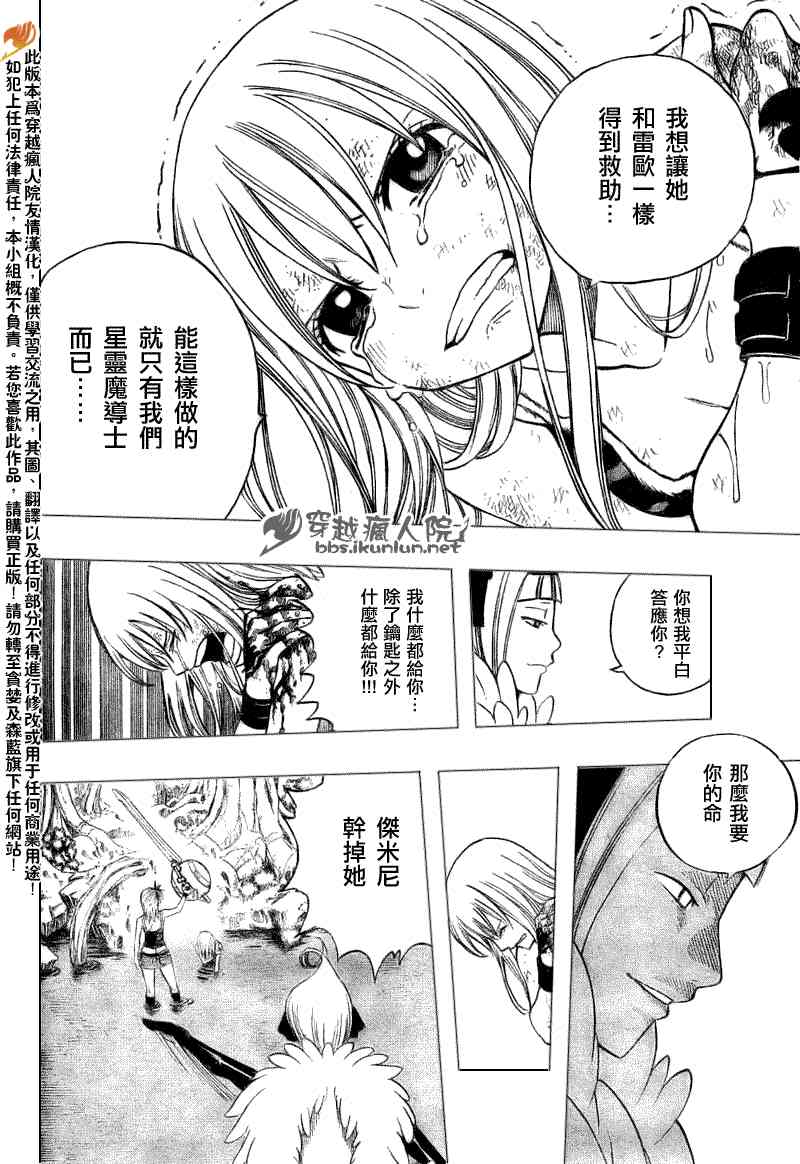 我想讓她
和雷歐一樣
得到救助…
能這樣做的
就只有我們
星靈魔導士
而已……
穿越瘋人院
bbs.ikunlun.net
你想我平白
答應你？
我什麼都給你…
除了鑰匙之外
什麼都給你!!!
那麼我要
你的命
傑米尼
幹掉她
此版本爲穿越瘋人院友情漢化，僅供學習交流之用，其圖、翻譯以及任何部分不得進行修改或用于任何商業用途！
如犯上任何法律責任，本小組概不負責。若您喜歡此作品，請購買正版！請勿轉至貪婪及森藍旗下任何網站！